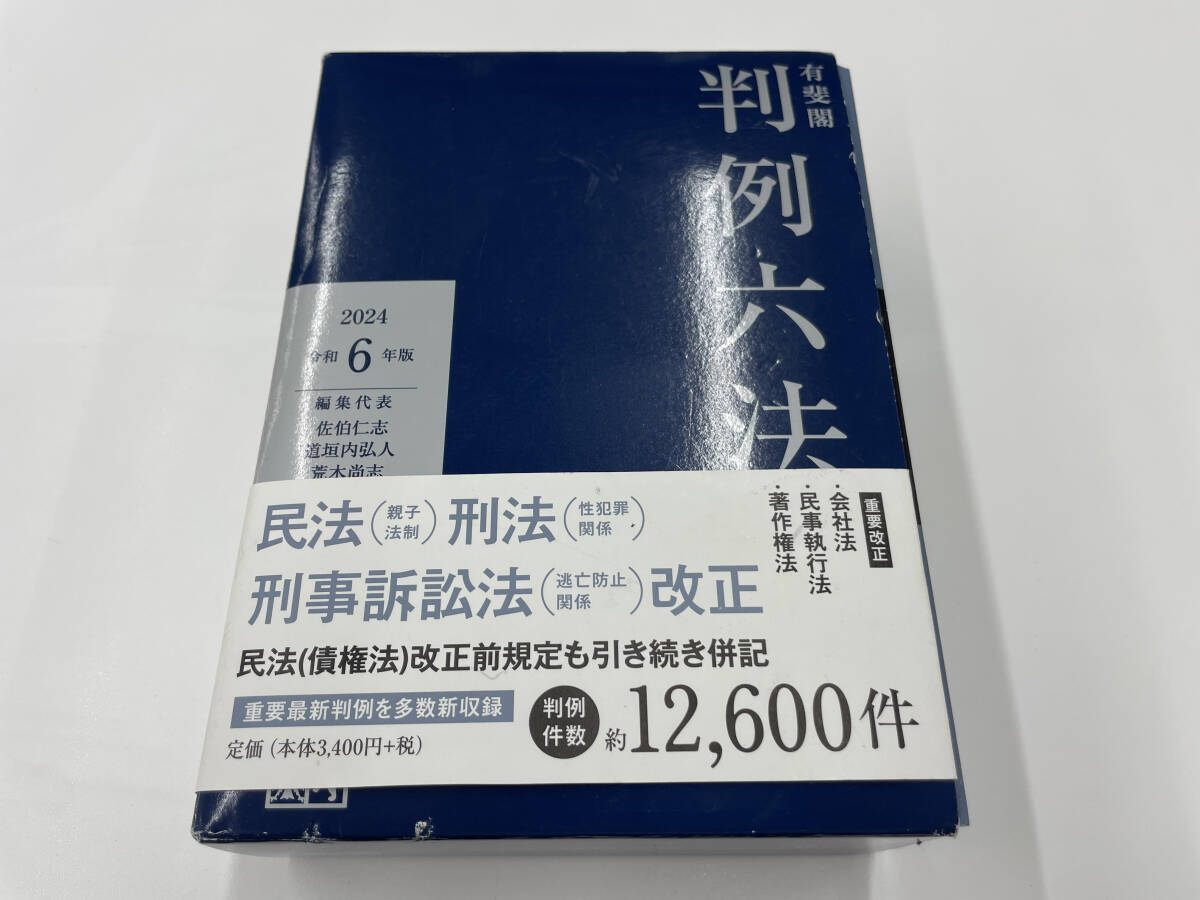 有斐閣
判例六法
2024
令和6年版
編集代表
佐伯仁志
道垣内弘人
荒木尚志
民法(親子法制)刑法(性犯罪関係)
刑事訴訟法(逃亡防止関係)改正
重要改正
・会社法
・民事執行法
・著作権法
民法(債権法)改正前規定も引き続き併記
重要最新判例を多数新収録
判例件数 約12,600件
定価(本体3,400円+税)